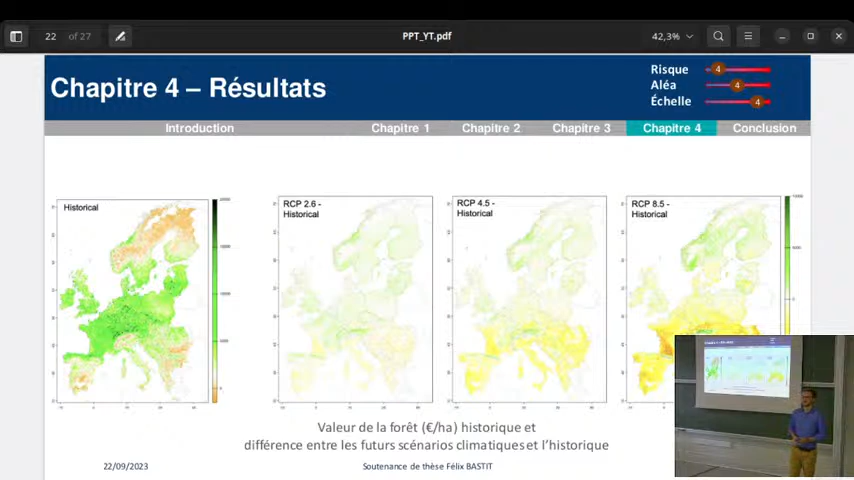 22 of 27
PPT_YT.pdf
42,3%
Chapitre 4 – Résultats
Risque 4
Aléa 4
Échelle 4
Introduction
Chapitre 1
Chapitre 2
Chapitre 3
Chapitre 4
Conclusion
Historical
RCP 2.6 -
Historical
RCP 4.5 -
Historical
RCP 8.5 -
Historical
Valeur de la forêt (€/ha) historique et
différence entre les futurs scénarios climatiques et l'historique
22/09/2023
Soutenance de thèse Félix BASTIT